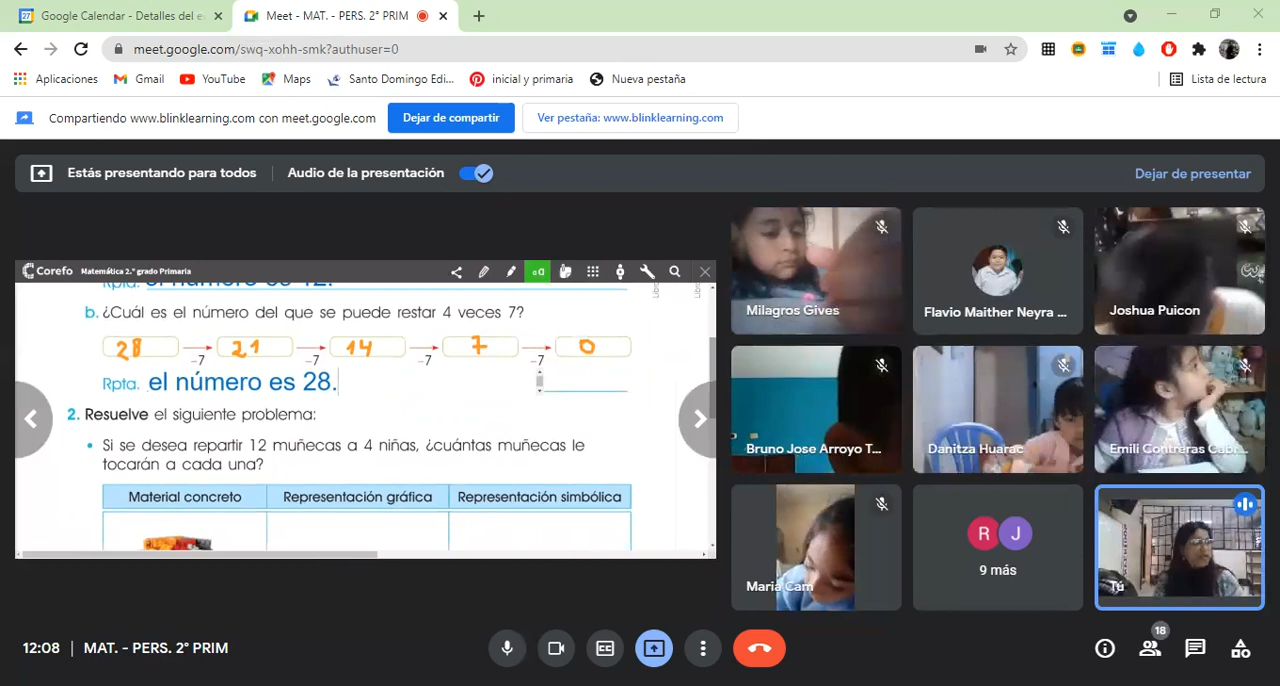 Google Calendar - Detalles del e
Meet - MAT. - PERS. 2° PRIM
meet.google.com/swq-xohh-smk?authuser=0
Aplicaciones
Gmail
YouTube
Maps
Santo Domingo Edi...
inicial y primaria
Nueva pestaña
Lista de lectura
Compartiendo www.blinklearning.com con meet.google.com
Dejar de compartir
Ver pestaña: www.blinklearning.com
Estás presentando para todos
Audio de la presentación
Dejar de presentar
Corefo Matemática 2.° grado Primaria
aa
Rpta. el número es 12.
b. ¿Cuál es el número del que se puede restar 4 veces 7?
28 21 14 7 0
−7 −7 −7 −7
Rpta. el número es 28.
2. Resuelve el siguiente problema:
• Si se desea repartir 12 muñecas a 4 niñas, ¿cuántas muñecas le
tocarán a cada una?
Material concreto
Representación gráfica
Representación simbólica
Milagros Gives
Flavio Maither Neyra ...
Joshua Puicon
Bruno Jose Arroyo T...
Danitza Huarac
Emili Contreras Cabr...
Maria Cam
R J
9 más
Tú
12:08 | MAT. - PERS. 2° PRIM
18